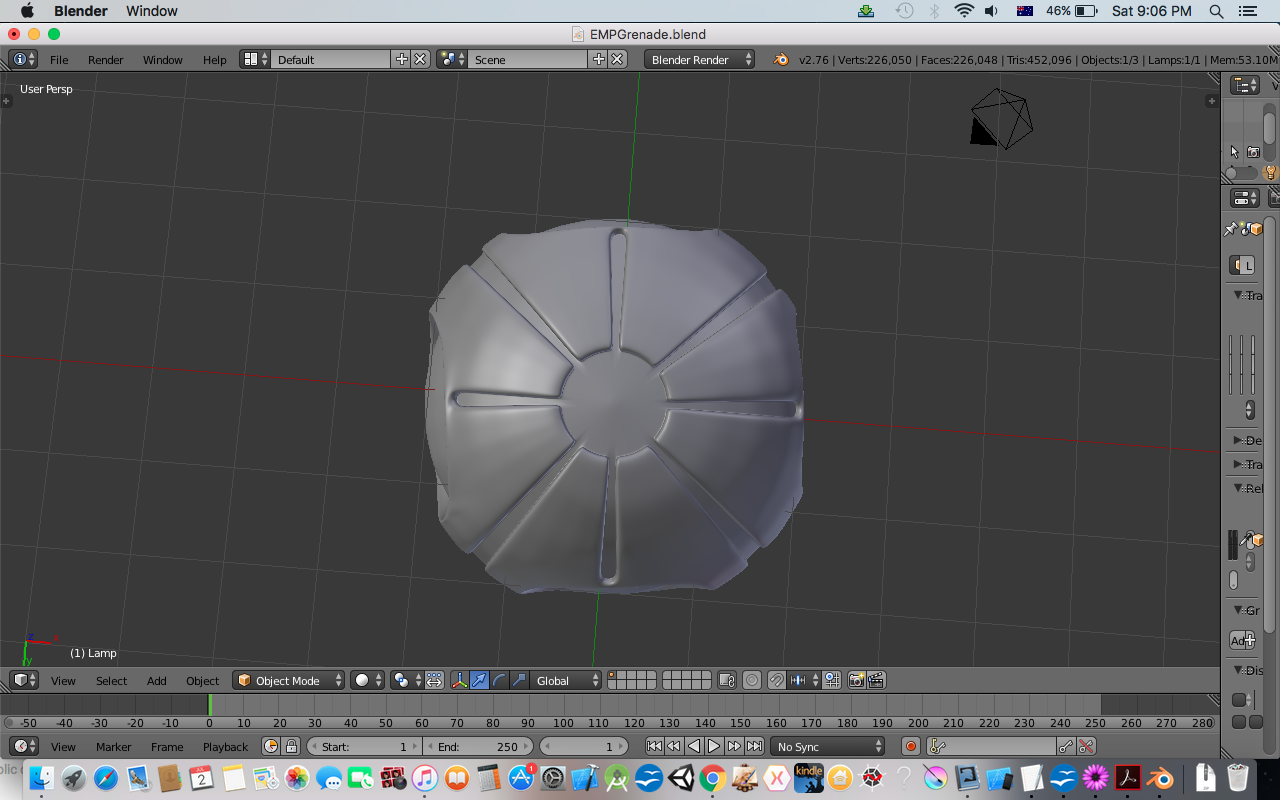 Blender Window 46% Sat 9:06 PM
EMPGrenade.blend
File Render Window Help Default Scene Blender Render v2.76 | Verts:226,050 | Faces:226,048 | Tris:452,096 | Objects:1/3 | Lamps:1/1 | Mem:53.10M
User Persp
L
Tra
De
Tra
Rel
Gr
Ad
Dis
z x
y
(1) Lamp
View Select Add Object Object Mode Global
-50 -40 -30 -20 -10 0 10 20 30 40 50 60 70 80 90 100 110 120 130 140 150 160 170 180 190 200 210 220 230 240 250 260 270 280
View Marker Frame Playback Start: 1 End: 250 1 No Sync
2 1 kindle